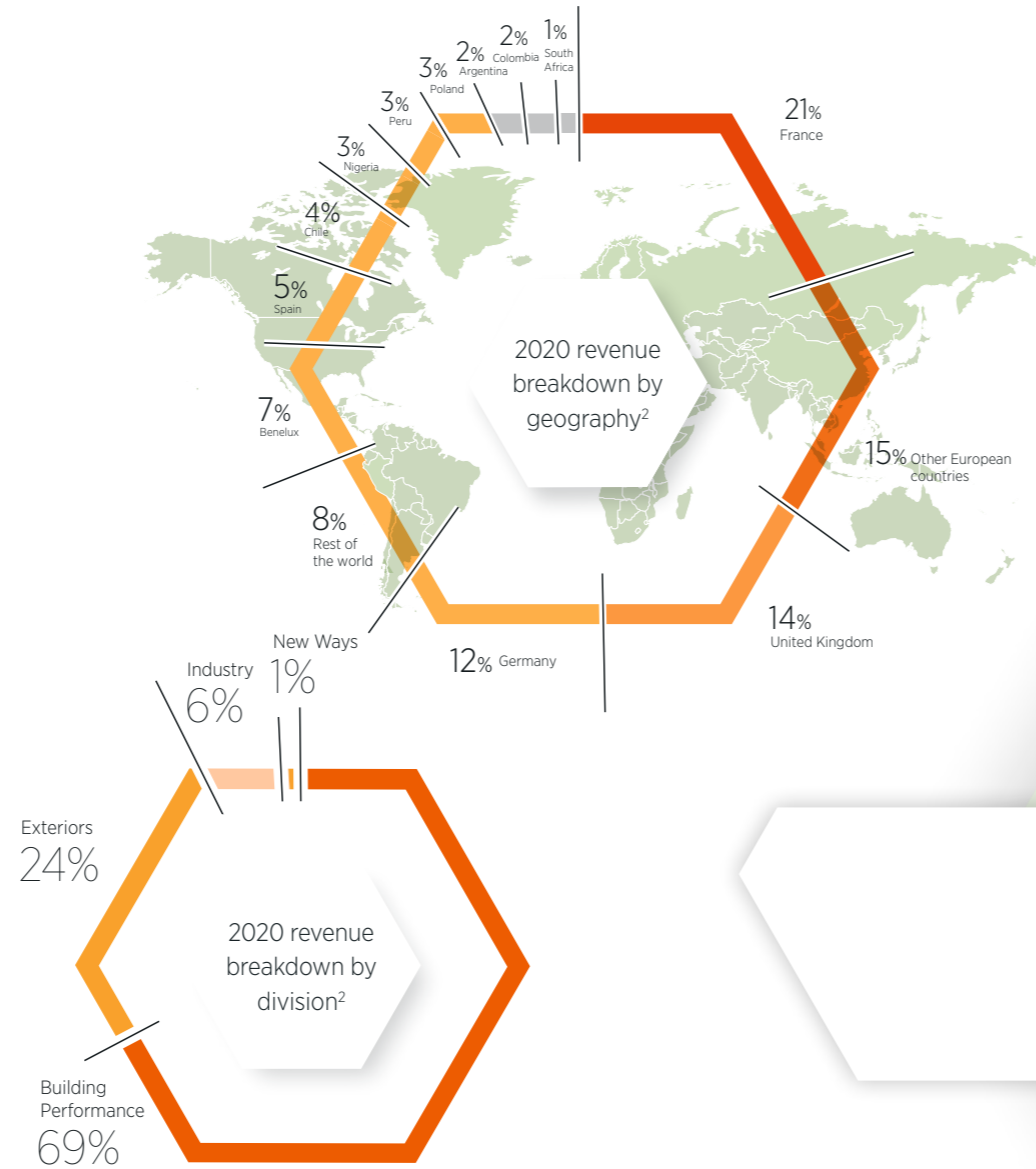 1%
South
Africa
2%
Colombia
2%
Argentina
3%
Poland
3%
Peru
3%
Nigeria
4%
Chile
5%
Spain
7%
Benelux
8%
Rest of
the world
12% Germany
14%
United Kingdom
15% Other European
countries
21%
France
2020 revenue
breakdown by
geography²
New Ways
1%
Industry
6%
Exteriors
24%
Building
Performance
69%
2020 revenue
breakdown by
division²